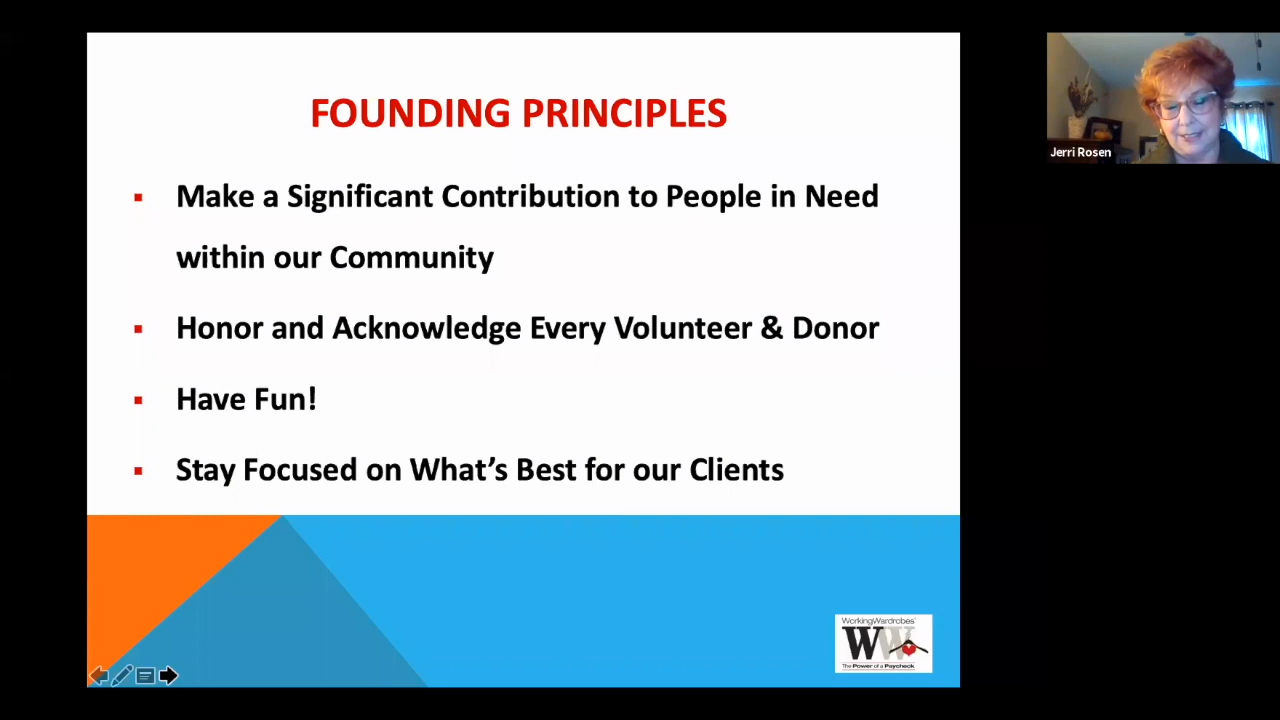 FOUNDING PRINCIPLES
▪ Make a Significant Contribution to People in Need
within our Community
▪ Honor and Acknowledge Every Volunteer & Donor
▪ Have Fun!
▪ Stay Focused on What’s Best for our Clients
Jerri Rosen
WorkingWardrobes®
WW
The Power of a Paycheck